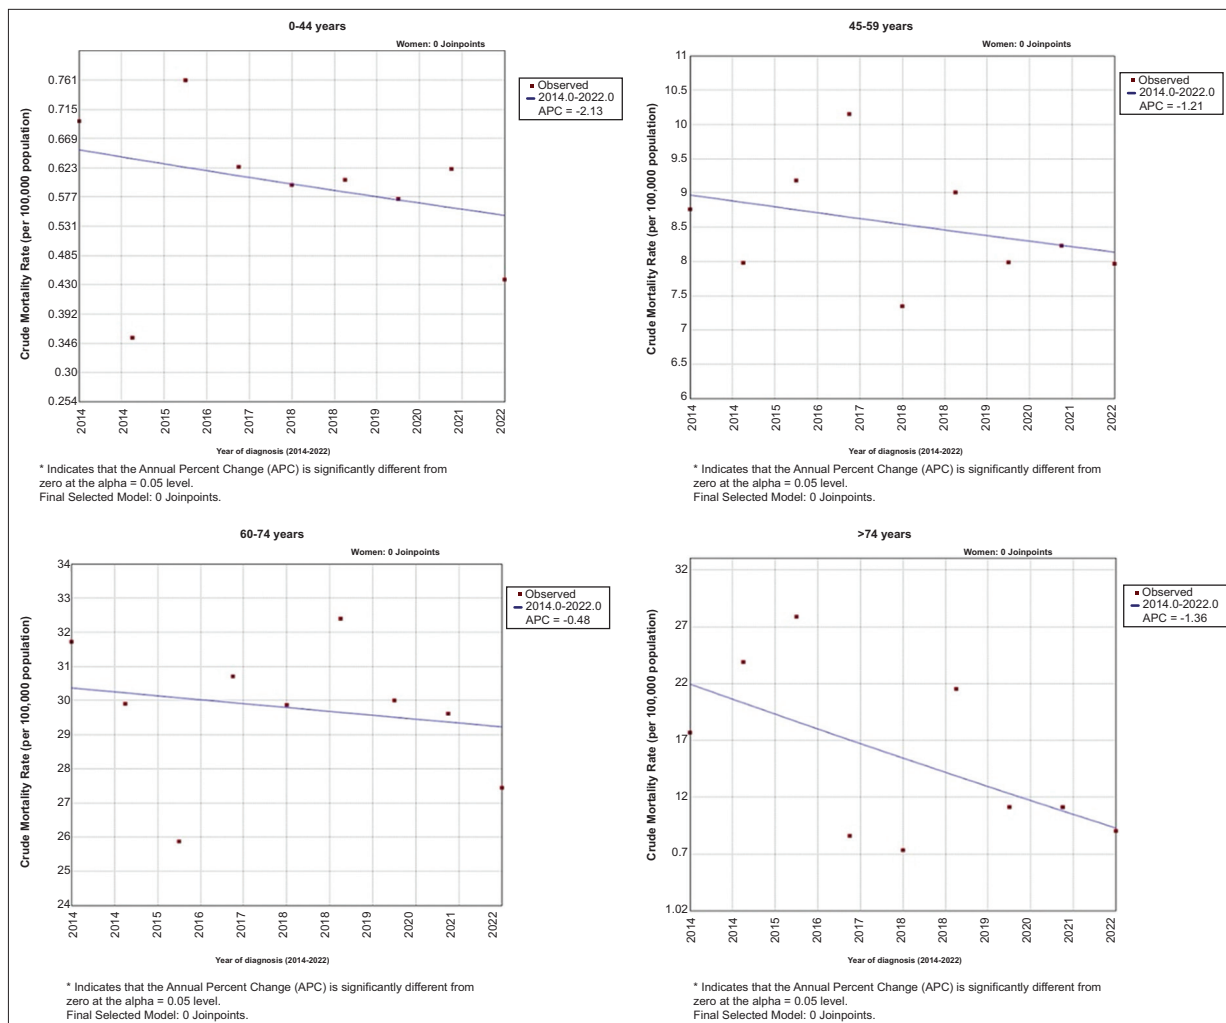 0-44 years
Women: 0 Joinpoints
Crude Mortality Rate (per 100,000 population)
0.761
0.715
0.669
0.623
0.577
0.531
0.485
0.430
0.392
0.346
0.30
0.254
2014 2014 2015 2016 2017 2018 2018 2019 2020 2021 2022
Year of diagnosis (2014-2022)
Observed
2014.0-2022.0
APC = -2.13
* Indicates that the Annual Percent Change (APC) is significantly different from
zero at the alpha = 0.05 level.
Final Selected Model: 0 Joinpoints.
45-59 years
Women: 0 Joinpoints
Crude Mortality Rate (per 100,000 population)
11
10.5
10
9.5
9
8.5
8
7.5
7
6.5
6
2014 2014 2015 2016 2017 2018 2018 2019 2020 2021 2022
Year of diagnosis (2014-2022)
Observed
2014.0-2022.0
APC = -1.21
* Indicates that the Annual Percent Change (APC) is significantly different from
zero at the alpha = 0.05 level.
Final Selected Model: 0 Joinpoints.
60-74 years
Women: 0 Joinpoints
Crude Mortality Rate (per 100,000 population)
34
33
32
31
30
29
28
27
26
25
24
2014 2014 2015 2016 2017 2018 2018 2019 2020 2021 2022
Year of diagnosis (2014-2022)
Observed
2014.0-2022.0
APC = -0.48
* Indicates that the Annual Percent Change (APC) is significantly different from
zero at the alpha = 0.05 level.
Final Selected Model: 0 Joinpoints.
>74 years
Women: 0 Joinpoints
Crude Mortality Rate (per 100,000 population)
32
27
22
17
12
0.7
1.02
2014 2014 2015 2016 2017 2018 2018 2019 2020 2021 2022
Year of diagnosis (2014-2022)
Observed
2014.0-2022.0
APC = -1.36
* Indicates that the Annual Percent Change (APC) is significantly different from
zero at the alpha = 0.05 level.
Final Selected Model: 0 Joinpoints.